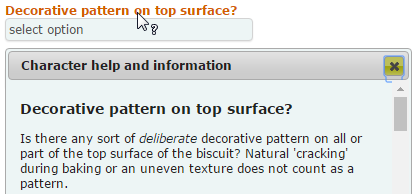 Decorative pattern on top surface?
select option
Character help and information
Decorative pattern on top surface?
Is there any sort of deliberate decorative pattern on all or
part of the top surface of the biscuit? Natural 'cracking'
during baking or an uneven texture does not count as a
pattern.